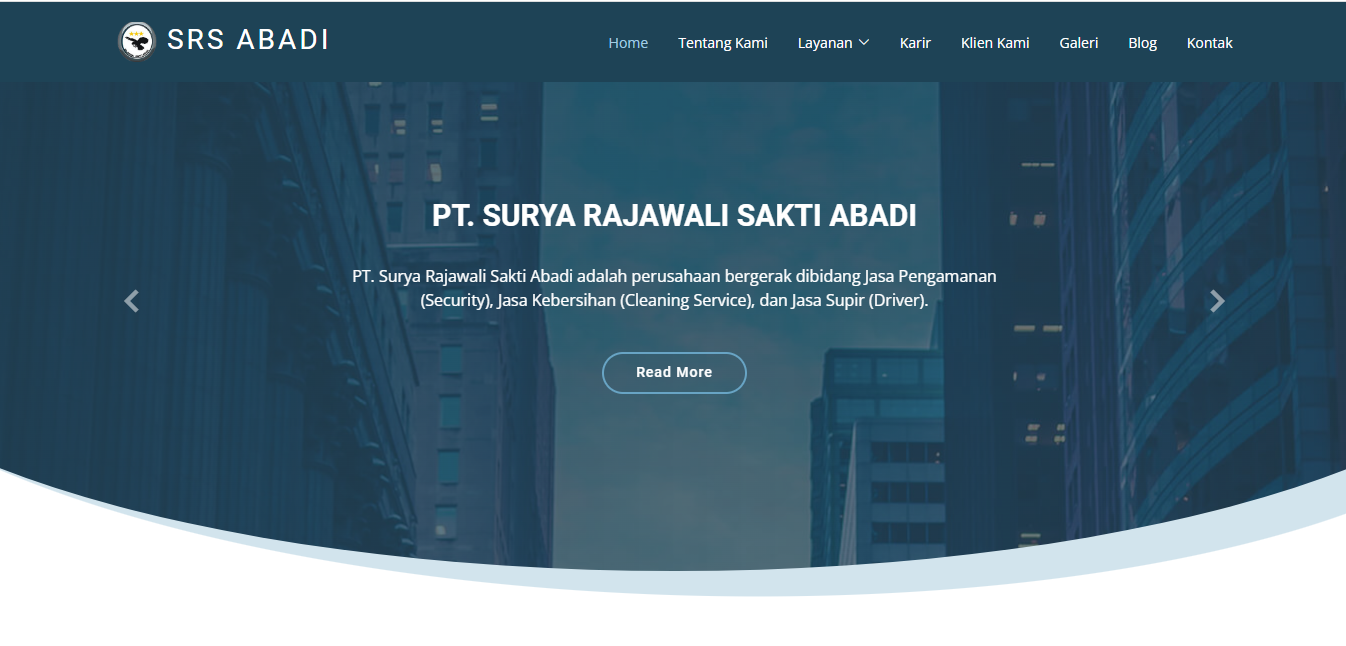 SRS ABADI
Home Tentang Kami Layanan Karir Klien Kami Galeri Blog Kontak
PT. SURYA RAJAWALI SAKTI ABADI
PT. Surya Rajawali Sakti Abadi adalah perusahaan bergerak dibidang Jasa Pengamanan
(Security), Jasa Kebersihan (Cleaning Service), dan Jasa Supir (Driver).
Read More